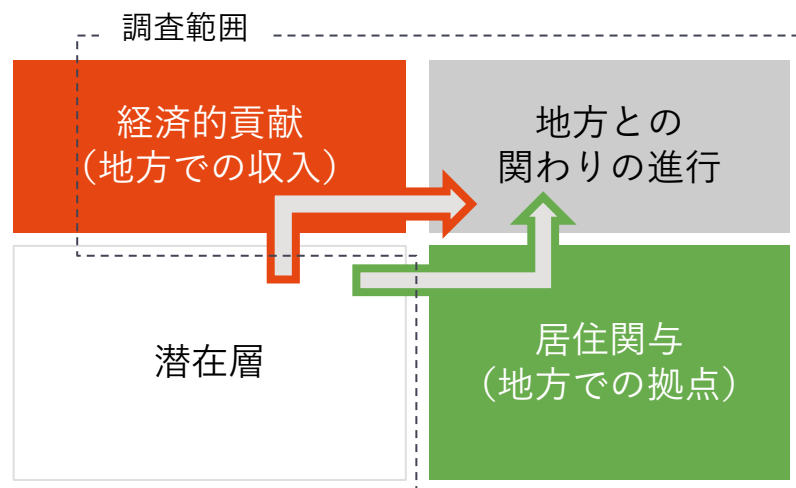 調査範囲
経済的貢献
（地方での収入）
地方との
関わりの進行
潜在層
居住関与
（地方での拠点）